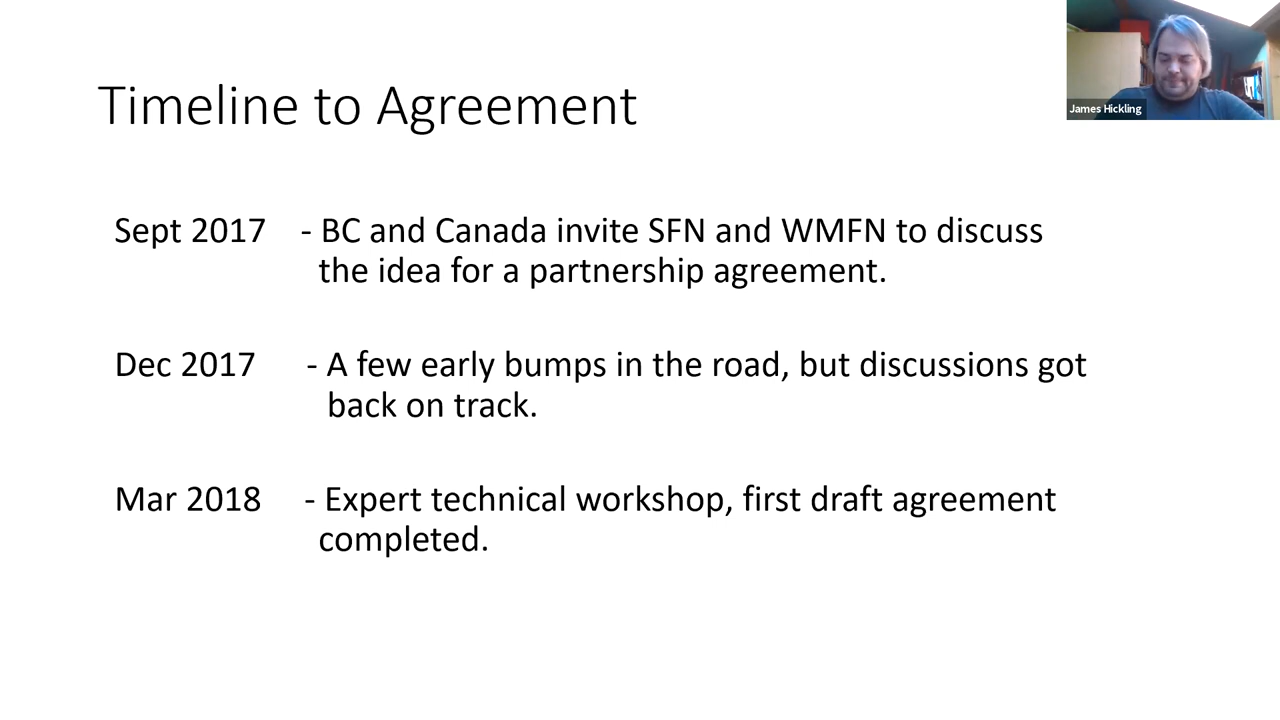 Timeline to Agreement
James Hickling
Sept 2017 - BC and Canada invite SFN and WMFN to discuss
the idea for a partnership agreement.
Dec 2017 - A few early bumps in the road, but discussions got
back on track.
Mar 2018 - Expert technical workshop, first draft agreement
completed.